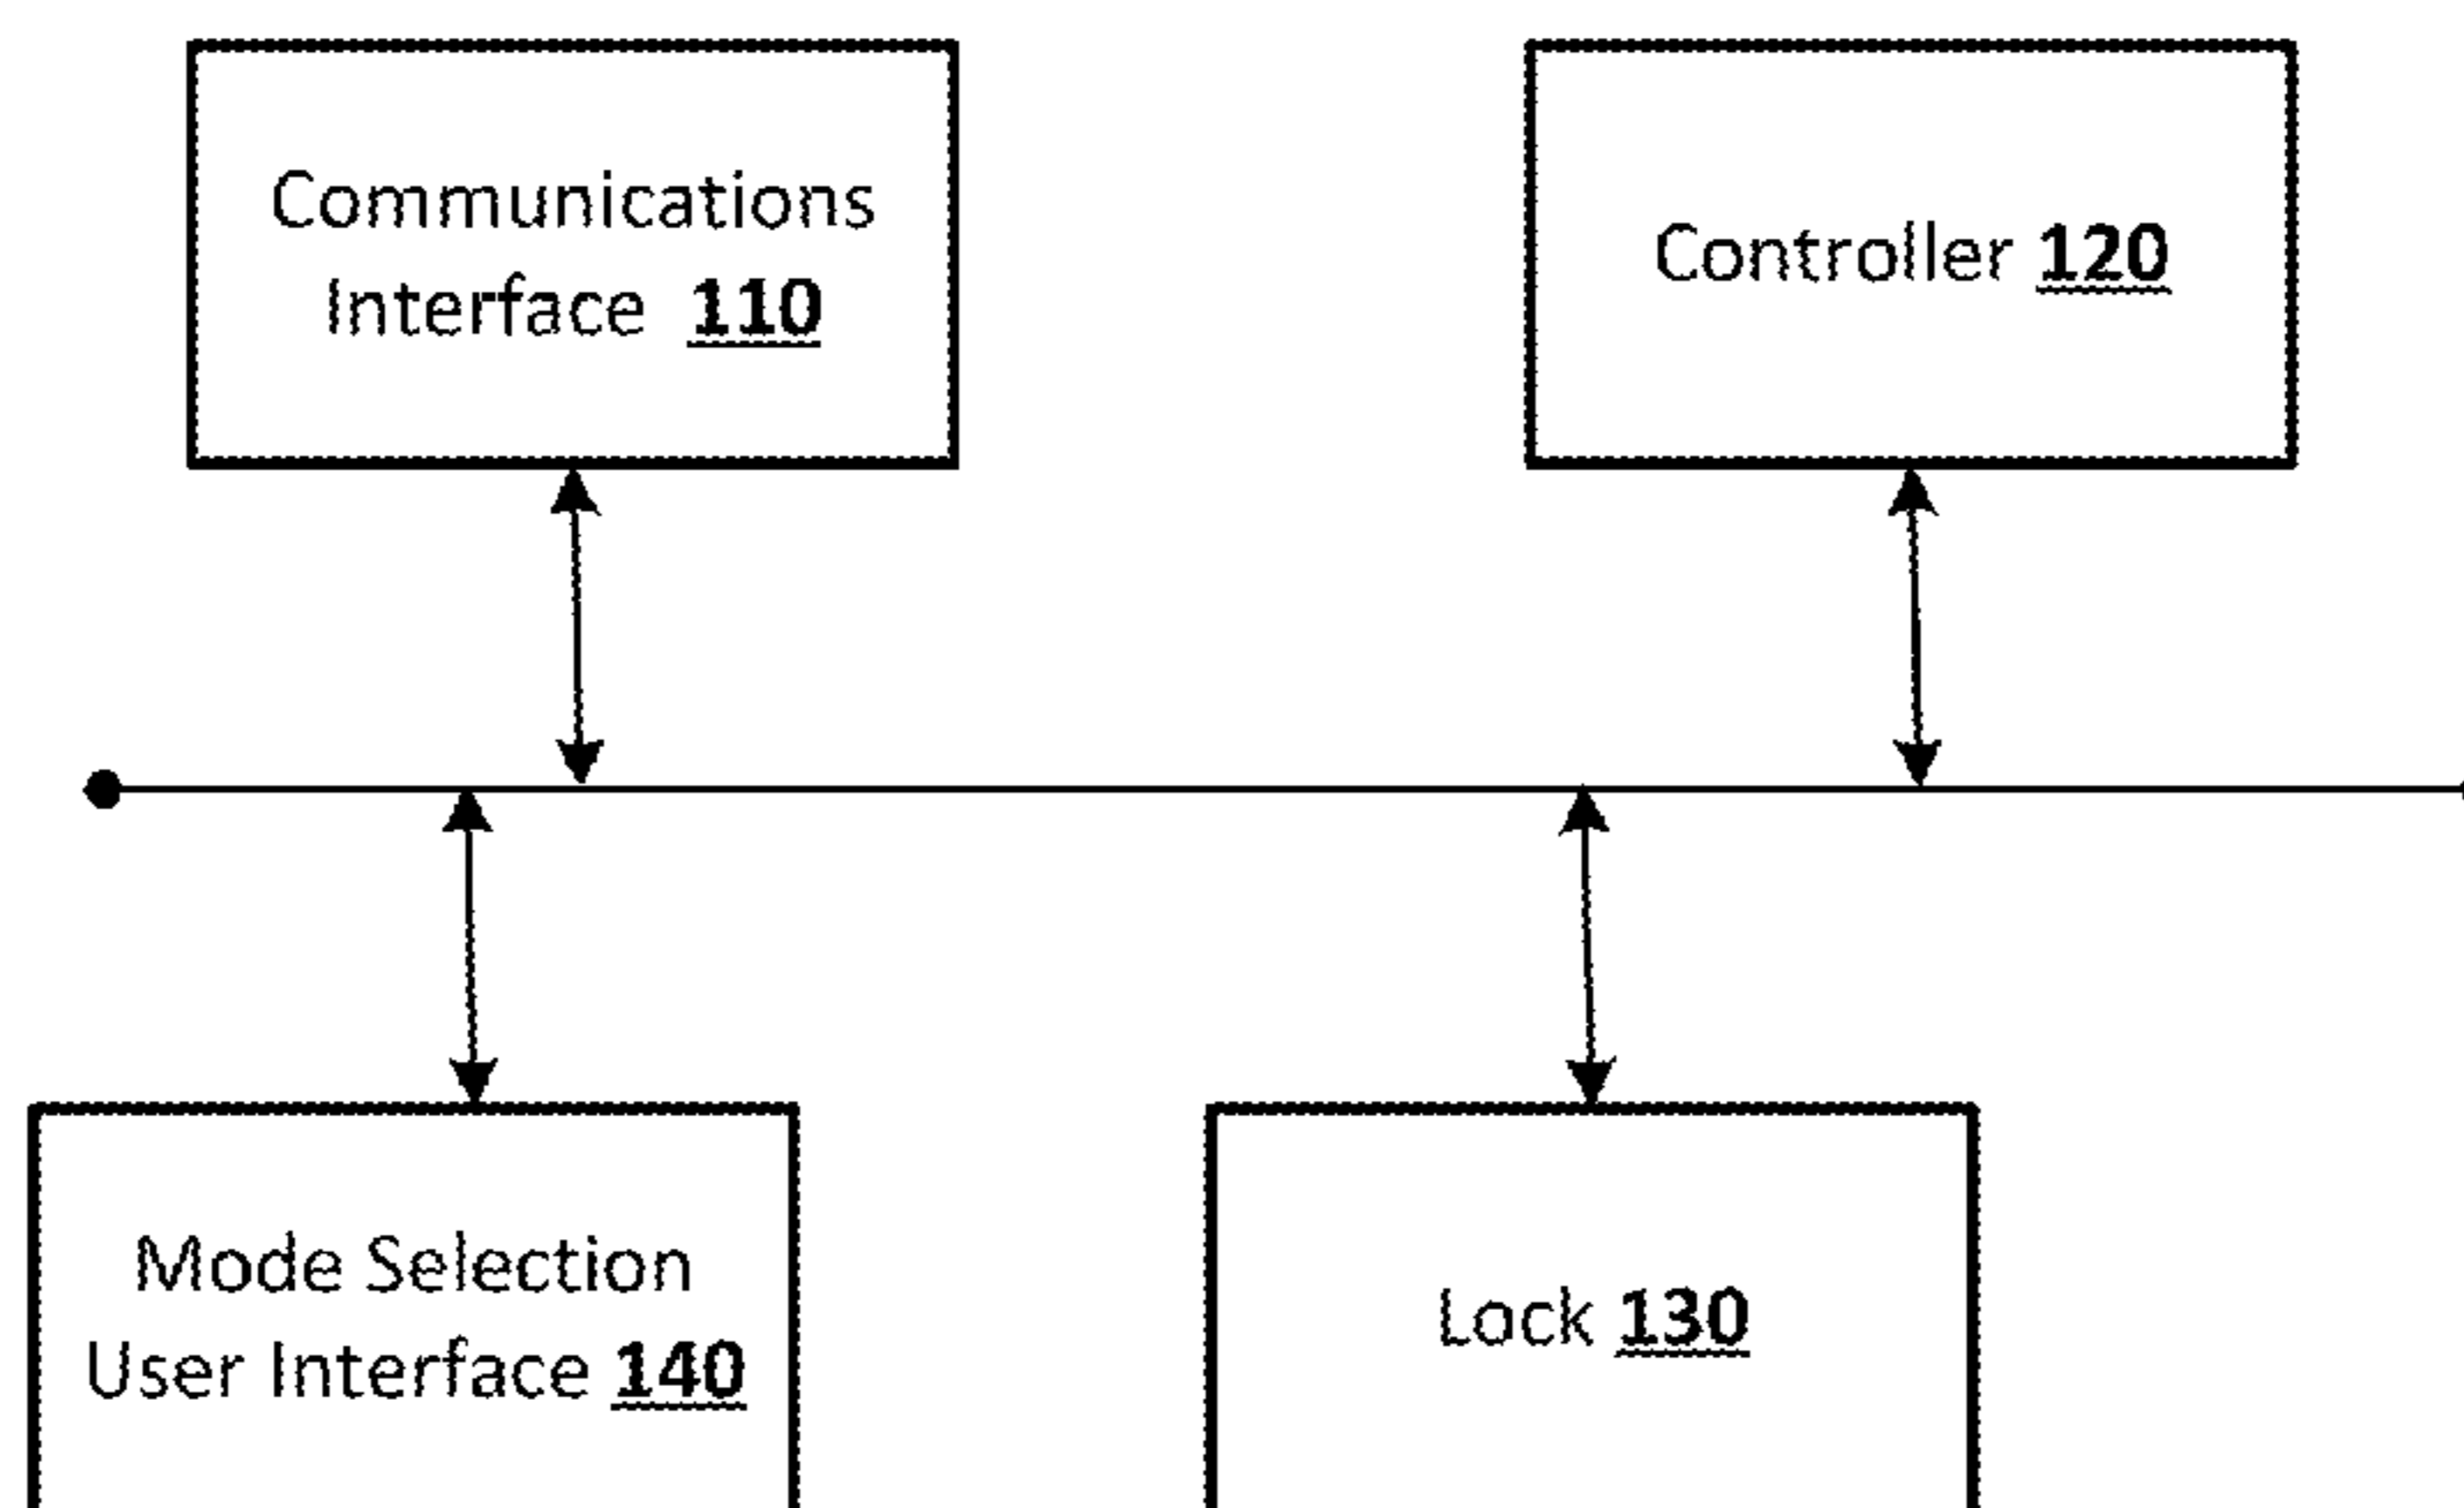 Communications
Interface 110
Controller 120
Mode Selection
User Interface 140
Lock 130